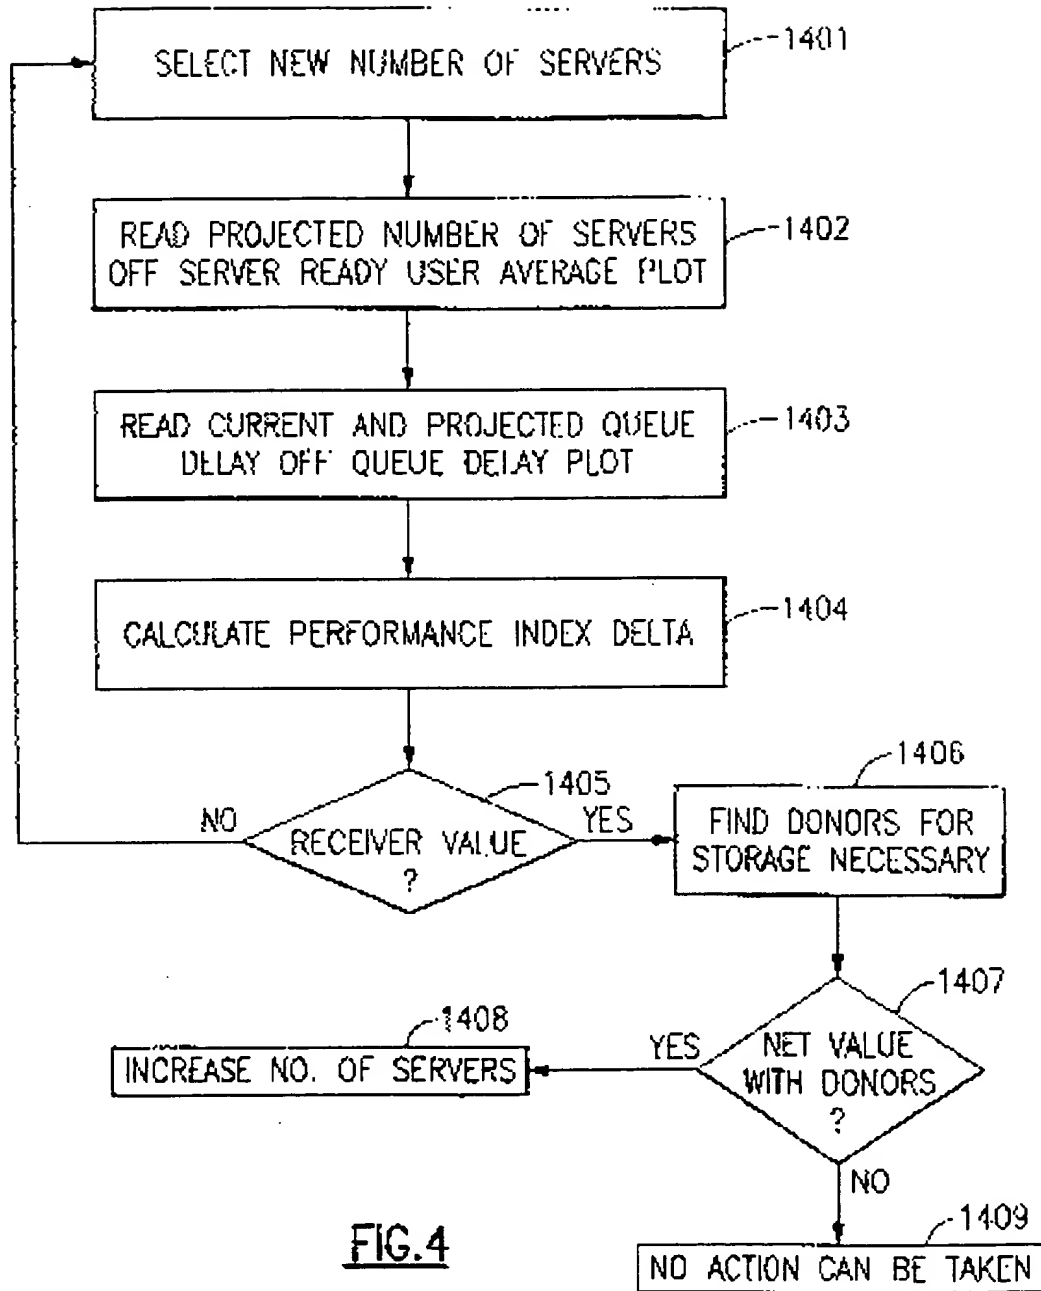 SELECT NEW NUMBER OF SERVERS
1401
READ PROJECTED NUMBER OF SERVERS
OFF SERVER READY USER AVERAGE PLOT
1402
READ CURRENT AND PROJECTED QUEUE
DELAY OFF QUEUE DELAY PLOT
1403
CALCULATE PERFORMANCE INDEX DELTA
1404
RECEIVER VALUE
?
1405
NO
YES
1406
FIND DONORS FOR
STORAGE NECESSARY
1407
NET VALUE
WITH DONORS
?
YES
1408
INCREASE NO. OF SERVERS
NO
1409
NO ACTION CAN BE TAKEN
FIG.4